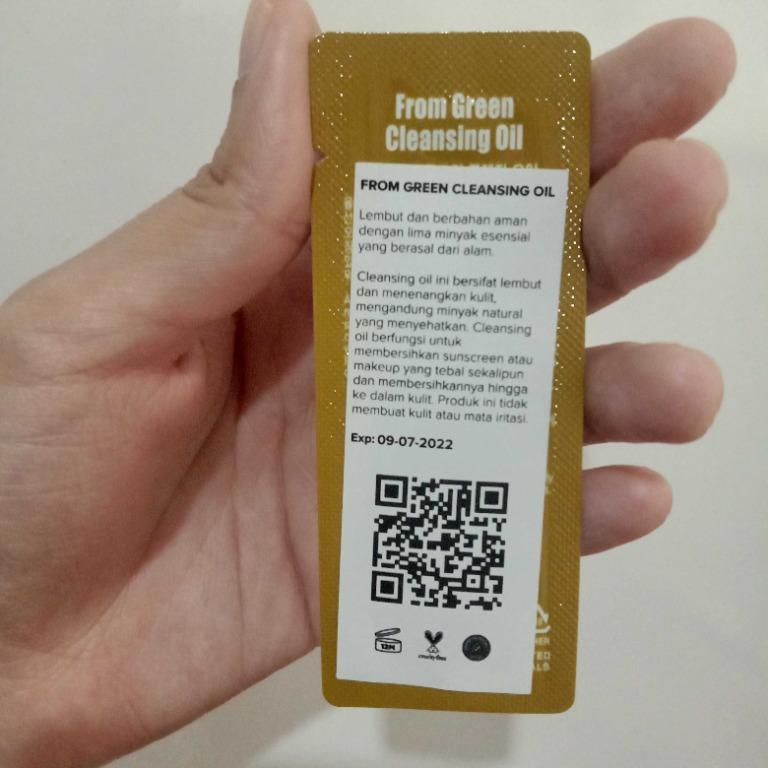 From Green
Cleansing Oil
FROM GREEN CLEANSING OIL
Lembut dan berbahan aman
dengan lima minyak esensial
yang berasal dari alam.
Cleansing oil ini bersifat lembut
dan menenangkan kulit,
mengandung minyak natural
yang menyehatkan. Cleansing
oil berfungsi untuk
membersihkan sunscreen atau
makeup yang tebal sekalipun
dan membersihkannya hingga
ke dalam kulit. Produk ini tidak
membuat kulit atau mata iritasi.
Exp: 09-07-2022
12M
crueltyfree